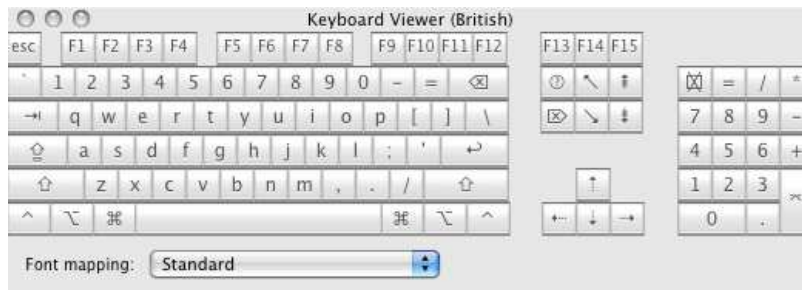 Keyboard Viewer (British)
esc F1 F2 F3 F4 F5 F6 F7 F8 F9 F10 F11 F12 F13 F14 F15
` 1 2 3 4 5 6 7 8 9 0 - = ⌫ ? ↖ ⇞ ⌧ = / *
⇥ q w e r t y u i o p [ ] \ ⌦ ↘ ⇟ 7 8 9 -
⇪ a s d f g h j k l ; ' ↩ 4 5 6 +
⇧ z x c v b n m , . / ⇧ ↑ 1 2 3 ⌤
^ ⌥ ⌘ ⌘ ⌥ ^ ← ↓ → 0 .
Font mapping: Standard